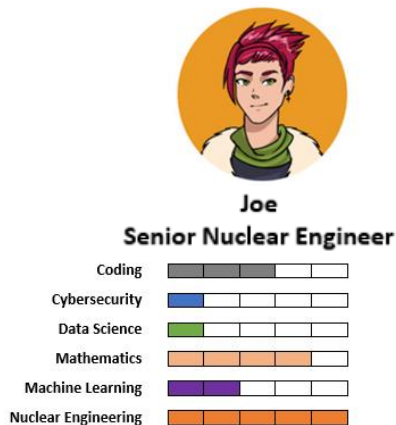 Joe
Senior Nuclear Engineer
Coding
Cybersecurity
Data Science
Mathematics
Machine Learning
Nuclear Engineering